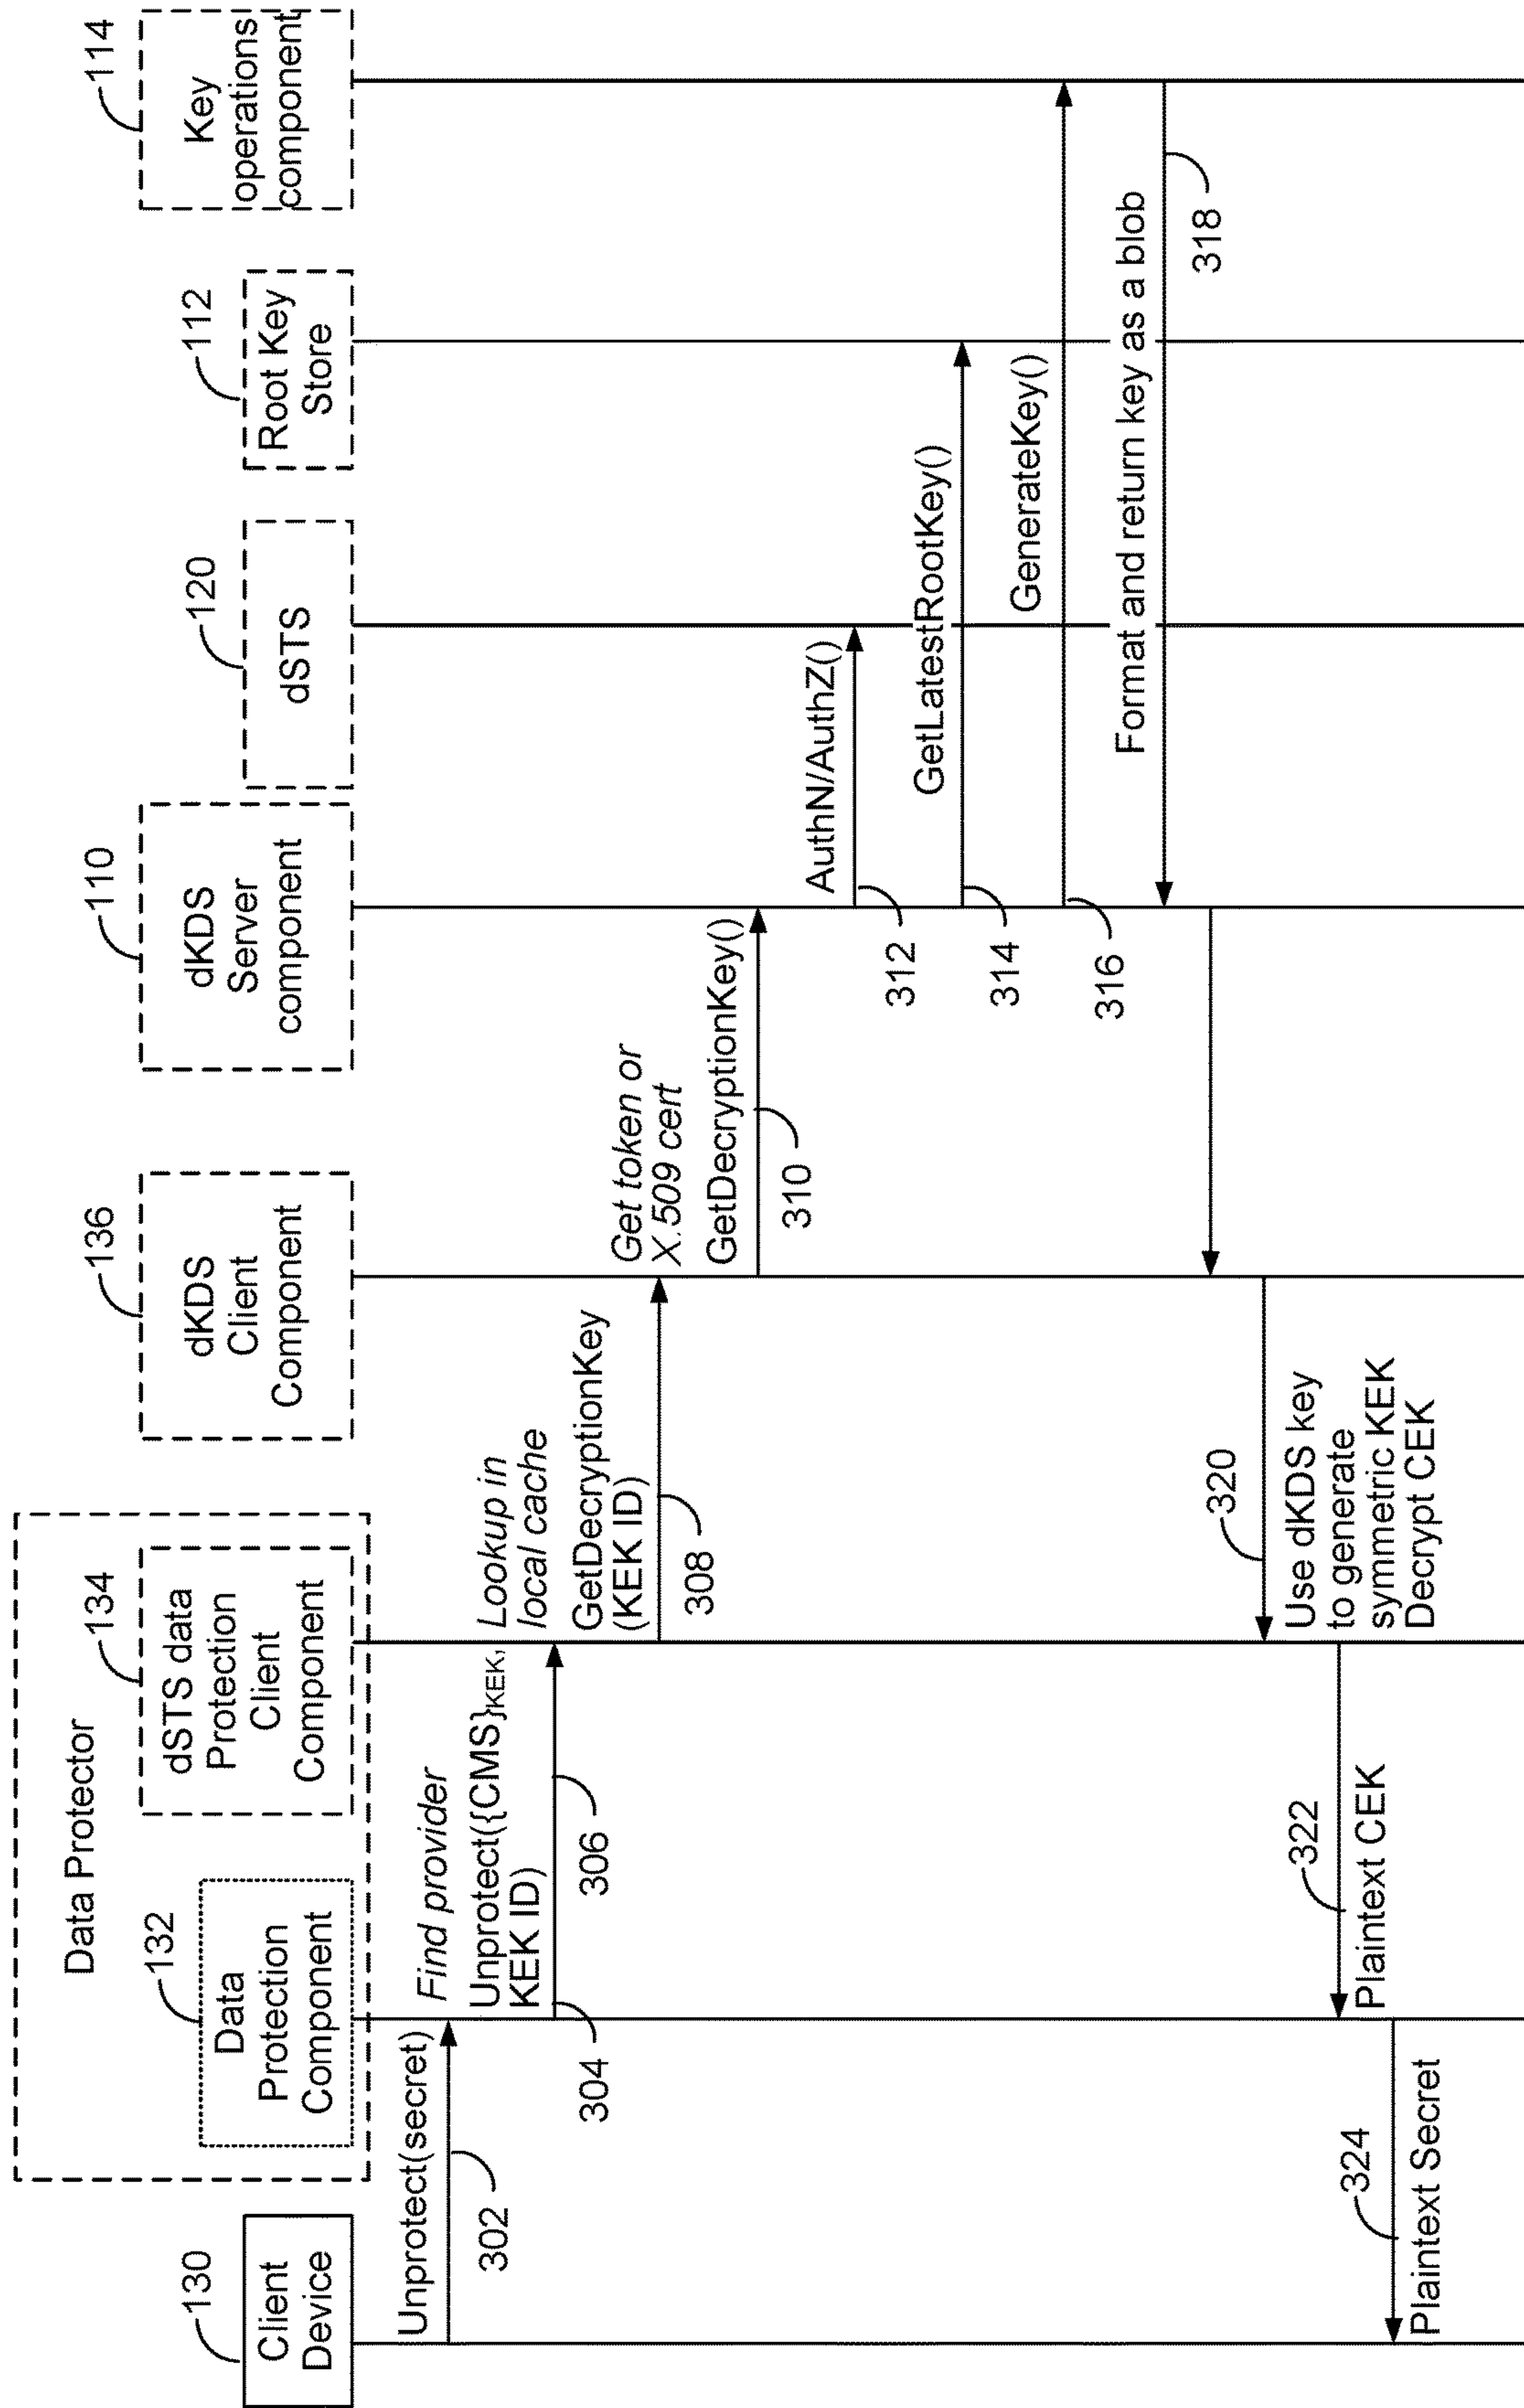 Data Protector
130
Client
Device
132
Data
Protection
Component
134
dSTS data
Protection
Client
Component
136
dKDS
Client
Component
110
dKDS
Server
component
120
dSTS
112
Root Key
Store
114
Key
operations
component
Unprotect(secret)
302
Find provider
Unprotect({CMS}KEK,
KEK ID)
304
306
Lookup in
local cache
GetDecryptionKey
(KEK ID)
308
Get token or
X.509 cert
GetDecryptionKey()
310
AuthN/AuthZ()
312
GetLatestRootKey()
314
GenerateKey()
316
Format and return key as a blob
318
320
Use dKDS key
to generate
symmetric KEK
Decrypt CEK
322
Plaintext CEK
324
Plaintext Secret